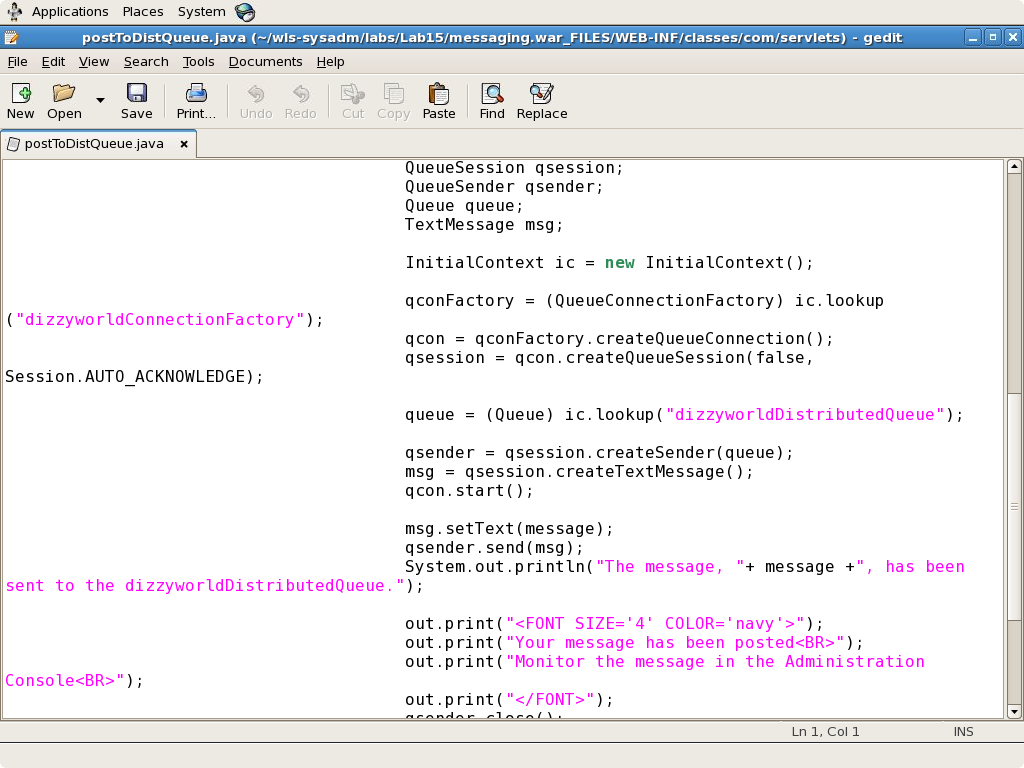 Applications Places System
postToDistQueue.java (~/wls-sysadm/labs/Lab15/messaging.war_FILES/WEB-INF/classes/com/servlets) - gedit
File Edit View Search Tools Documents Help
New Open Save Print... Undo Redo Cut Copy Paste Find Replace
postToDistQueue.java
QueueSession qsession;
QueueSender qsender;
Queue queue;
TextMessage msg;
InitialContext ic = new InitialContext();
qconFactory = (QueueConnectionFactory) ic.lookup
("dizzyworldConnectionFactory");
qcon = qconFactory.createQueueConnection();
qsession = qcon.createQueueSession(false,
Session.AUTO_ACKNOWLEDGE);
queue = (Queue) ic.lookup("dizzyworldDistributedQueue");
qsender = qsession.createSender(queue);
msg = qsession.createTextMessage();
qcon.start();
msg.setText(message);
qsender.send(msg);
System.out.println("The message, "+ message +", has been
sent to the dizzyworldDistributedQueue.");
out.print("<FONT SIZE='4' COLOR='navy'>");
out.print("Your message has been posted<BR>");
out.print("Monitor the message in the Administration
Console<BR>");
out.print("</FONT>");
qsender.close();
Ln 1, Col 1 INS